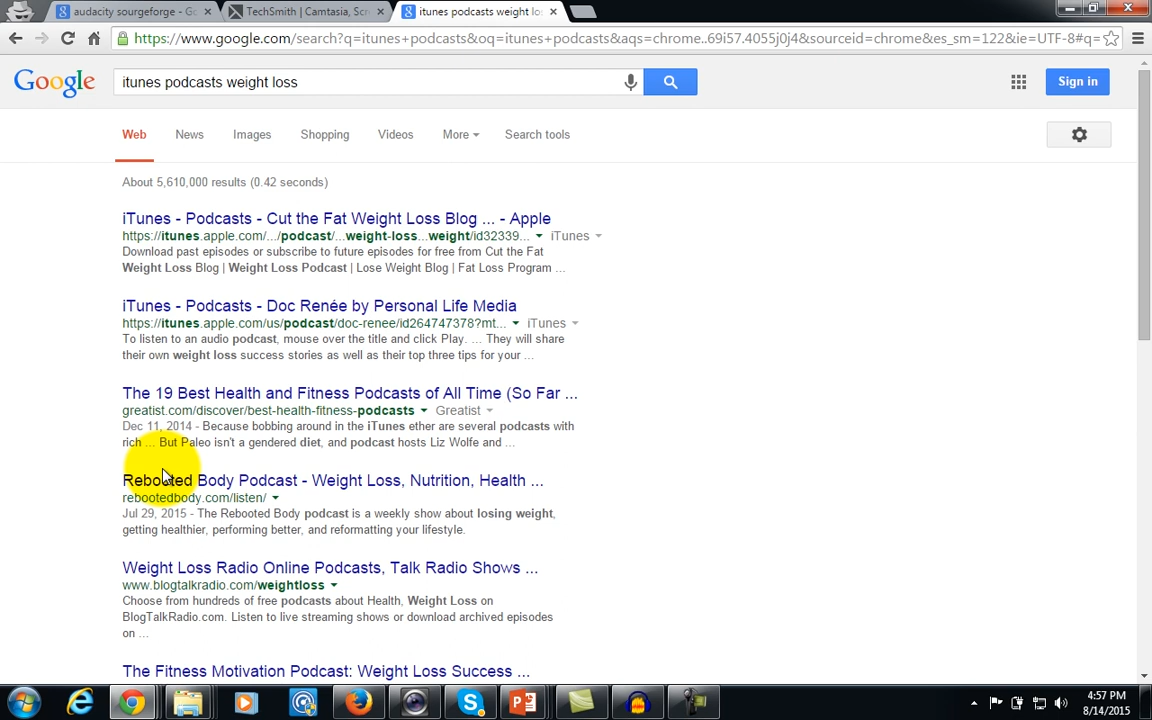 audacity sourgeforge - Go
TechSmith | Camtasia, Scr
itunes podcasts weight los
https://www.google.com/search?q=itunes+podcasts&oq=itunes+podcasts&aqs=chrome..69i57.4055j0j4&sourceid=chrome&es_sm=122&ie=UTF-8#q=
Google
itunes podcasts weight loss
Sign in
Web News Images Shopping Videos More Search tools
About 5,610,000 results (0.42 seconds)
iTunes - Podcasts - Cut the Fat Weight Loss Blog ... - Apple
https://itunes.apple.com/.../podcast/...weight-loss...weight/id32339... iTunes
Download past episodes or subscribe to future episodes for free from Cut the Fat
Weight Loss Blog | Weight Loss Podcast | Lose Weight Blog | Fat Loss Program ...
iTunes - Podcasts - Doc Renée by Personal Life Media
https://itunes.apple.com/us/podcast/doc-renee/id264747378?mt... iTunes
To listen to an audio podcast, mouse over the title and click Play. ... They will share
their own weight loss success stories as well as their top three tips for your ...
The 19 Best Health and Fitness Podcasts of All Time (So Far ...
greatist.com/discover/best-health-fitness-podcasts Greatist
Dec 11, 2014 - Because bobbing around in the iTunes ether are several podcasts with
rich ... But Paleo isn't a gendered diet, and podcast hosts Liz Wolfe and ...
Rebooted Body Podcast - Weight Loss, Nutrition, Health ...
rebootedbody.com/listen/
Jul 29, 2015 - The Rebooted Body podcast is a weekly show about losing weight,
getting healthier, performing better, and reformatting your lifestyle.
Weight Loss Radio Online Podcasts, Talk Radio Shows ...
www.blogtalkradio.com/weightloss
Choose from hundreds of free podcasts about Health, Weight Loss on
BlogTalkRadio.com. Listen to live streaming shows or download archived episodes
on ...
The Fitness Motivation Podcast: Weight Loss Success ...
4:57 PM
8/14/2015